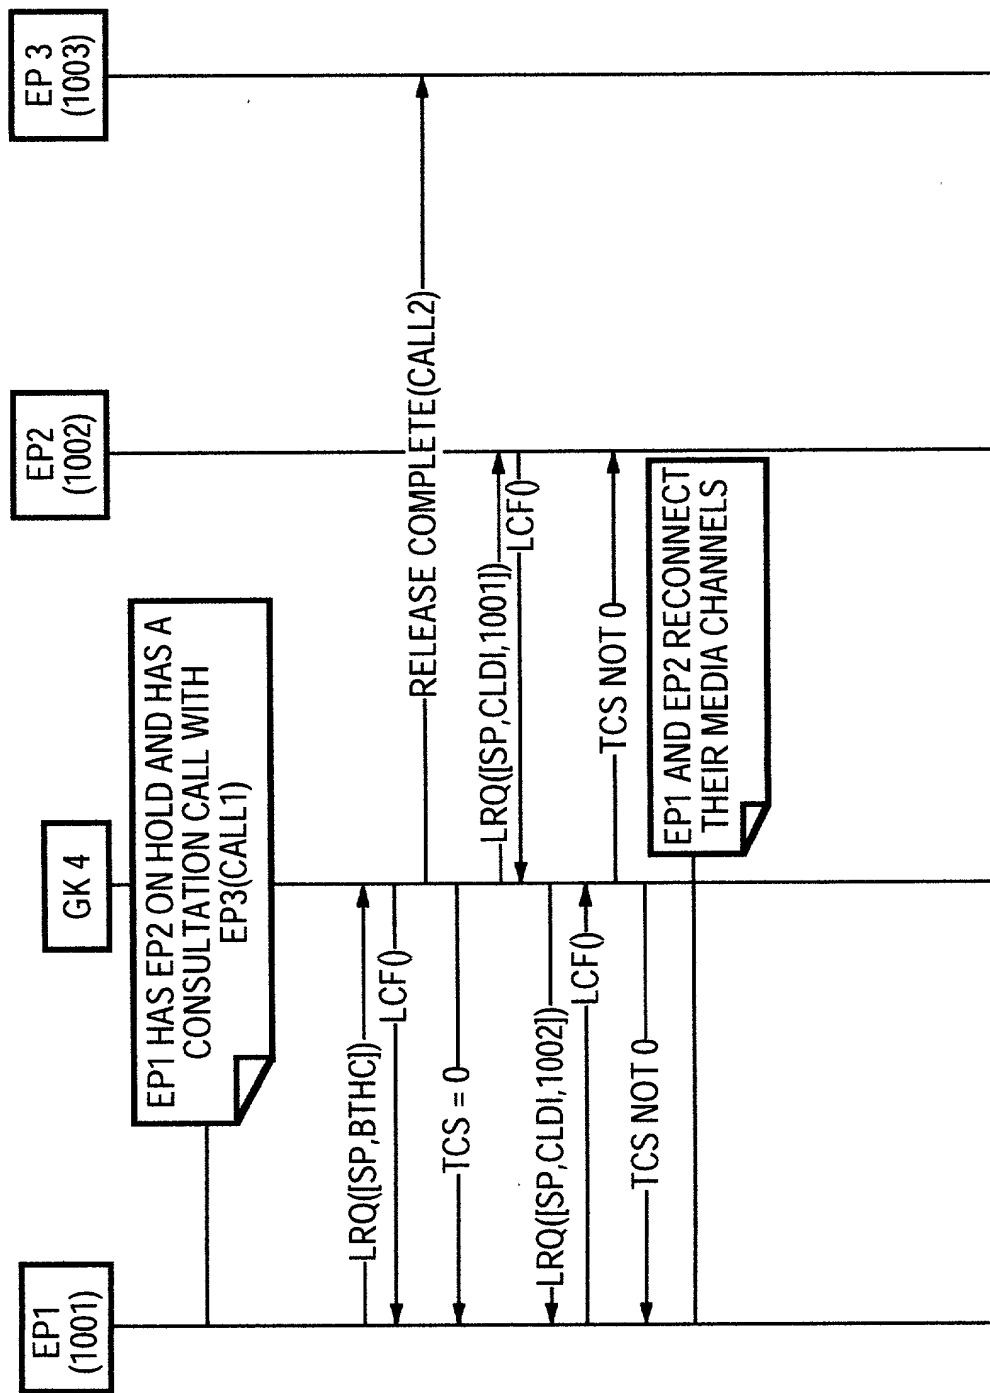 EP1
(1001)
GK 4
EP2
(1002)
EP 3
(1003)
EP1 HAS EP2 ON HOLD AND HAS A
CONSULTATION CALL WITH
EP3(CALL1)
LRQ([SP,BTHC])
LCF()
RELEASE COMPLETE(CALL2)
TCS = 0
LRQ([SP,CLDI,1001])
LCF()
LRQ([SP,CLDI,1002])
LCF()
TCS NOT 0
TCS NOT 0
EP1 AND EP2 RECONNECT
THEIR MEDIA CHANNELS